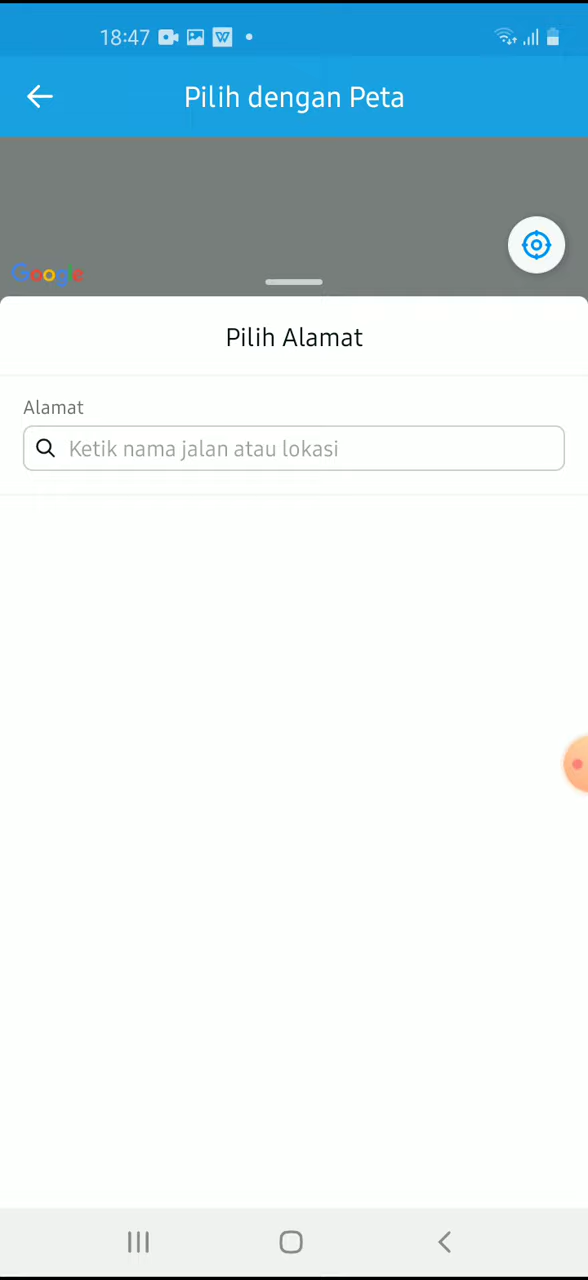 18:47
Pilih dengan Peta
Google
Pilih Alamat
Alamat
Ketik nama jalan atau lokasi